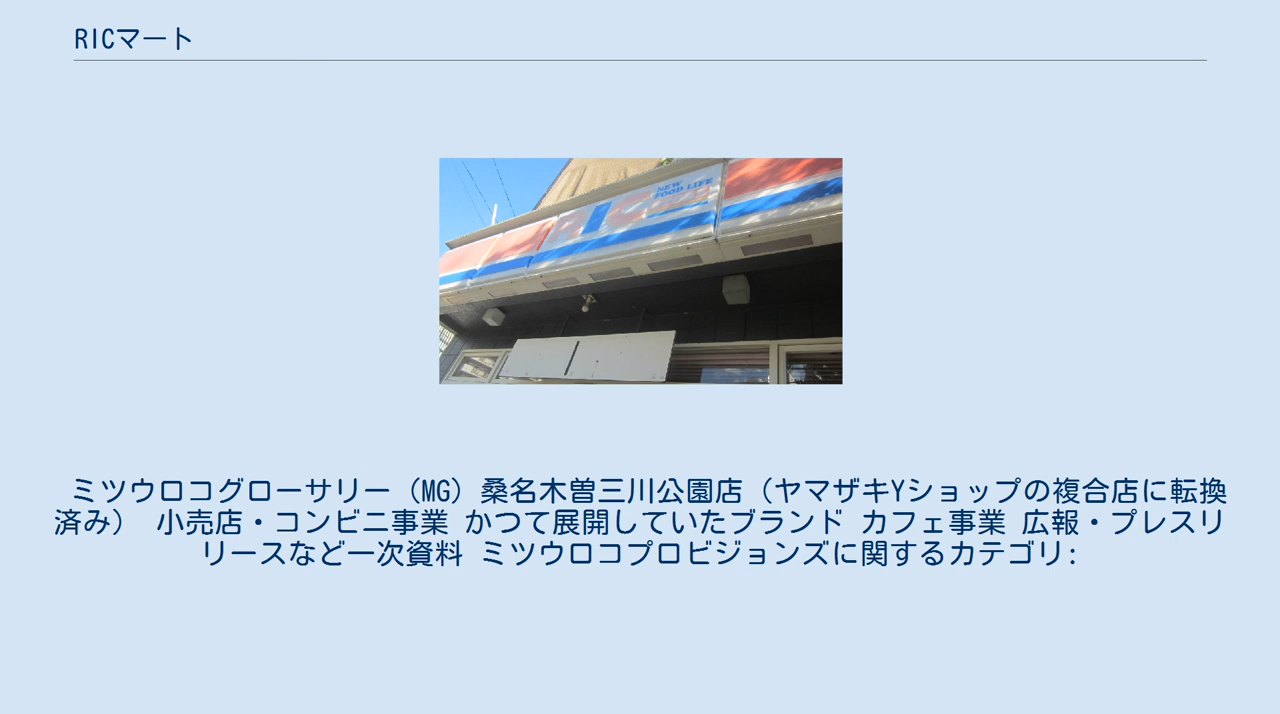 RICマート
RIC NEW
FOOD LIFE
ミツウロコグローサリー（MG）桑名木曽三川公園店（ヤマザキYショップの複合店に転換
済み） 小売店・コンビニ事業 かつて展開していたブランド カフェ事業 広報・プレスリ
リースなど一次資料 ミツウロコプロビジョンズに関するカテゴリ: